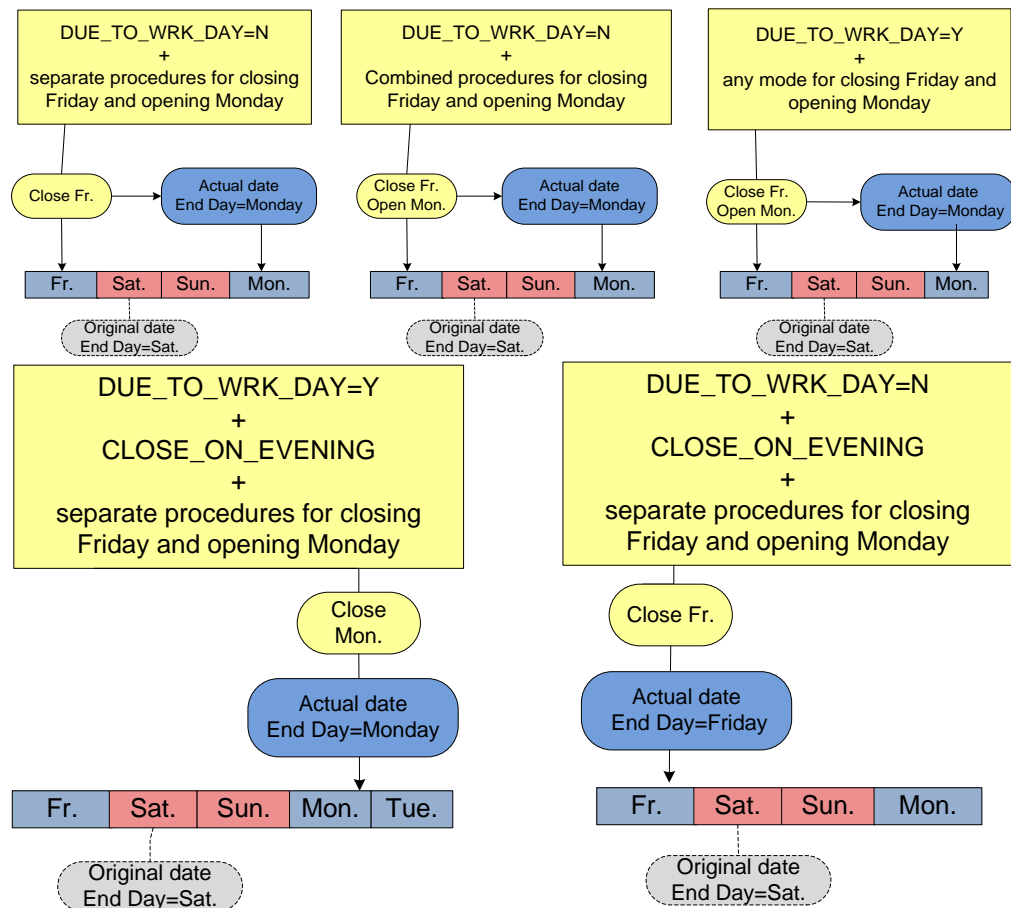 DUE_TO_WRK_DAY=N
+
separate procedures for closing
Friday and opening Monday
Close Fr.
Actual date
End Day=Monday
Fr. Sat. Sun. Mon.
Original date
End Day=Sat.
DUE_TO_WRK_DAY=N
+
Combined procedures for closing
Friday and opening Monday
Close Fr.
Open Mon.
Actual date
End Day=Monday
Fr. Sat. Sun. Mon.
Original date
End Day=Sat.
DUE_TO_WRK_DAY=Y
+
any mode for closing Friday and
opening Monday
Close Fr.
Open Mon.
Actual date
End Day=Monday
Fr. Sat. Sun. Mon.
Original date
End Day=Sat.
DUE_TO_WRK_DAY=Y
+
CLOSE_ON_EVENING
+
separate procedures for closing
Friday and opening Monday
Close
Mon.
Actual date
End Day=Monday
Fr. Sat. Sun. Mon. Tue.
Original date
End Day=Sat.
DUE_TO_WRK_DAY=N
+
CLOSE_ON_EVENING
+
separate procedures for closing
Friday and opening Monday
Close Fr.
Actual date
End Day=Friday
Fr. Sat. Sun. Mon.
Original date
End Day=Sat.